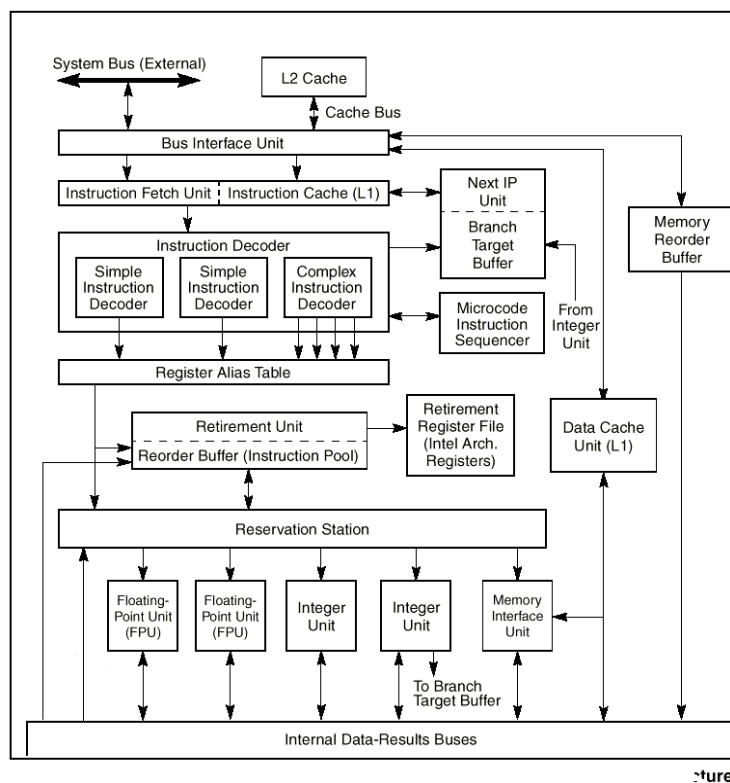 System Bus (External)
L2 Cache
Cache Bus
Bus Interface Unit
Instruction Fetch Unit
Instruction Cache (L1)
Next IP
Unit
Branch
Target
Buffer
Memory
Reorder
Buffer
Instruction Decoder
Simple
Instruction
Decoder
Simple
Instruction
Decoder
Complex
Instruction
Decoder
Microcode
Instruction
Sequencer
From
Integer
Unit
Register Alias Table
Retirement Unit
Reorder Buffer (Instruction Pool)
Retirement
Register File
(Intel Arch.
Registers)
Data Cache
Unit (L1)
Reservation Station
Floating-
Point Unit
(FPU)
Floating-
Point Unit
(FPU)
Integer
Unit
Integer
Unit
Memory
Interface
Unit
To Branch
Target Buffer
Internal Data-Results Buses